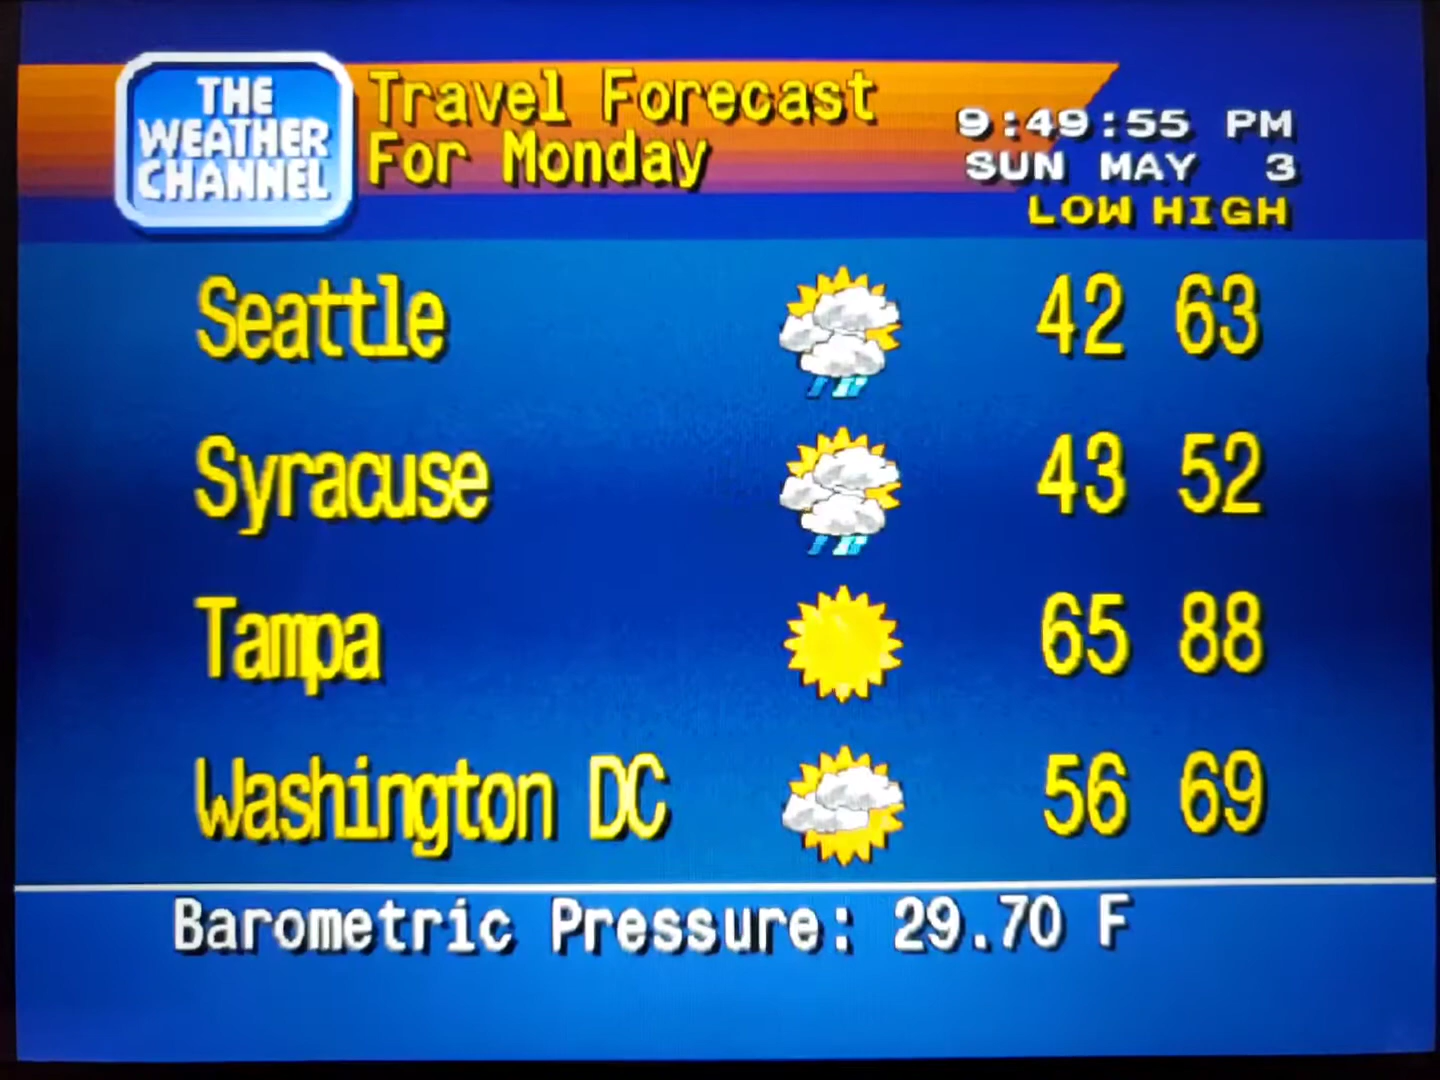 THE
WEATHER
CHANNEL
Travel Forecast
For Monday
9:49:55 PM
SUN MAY 3
LOW HIGH
Seattle 42 63
Syracuse 43 52
Tampa 65 88
Washington DC 56 69
Barometric Pressure: 29.70 F